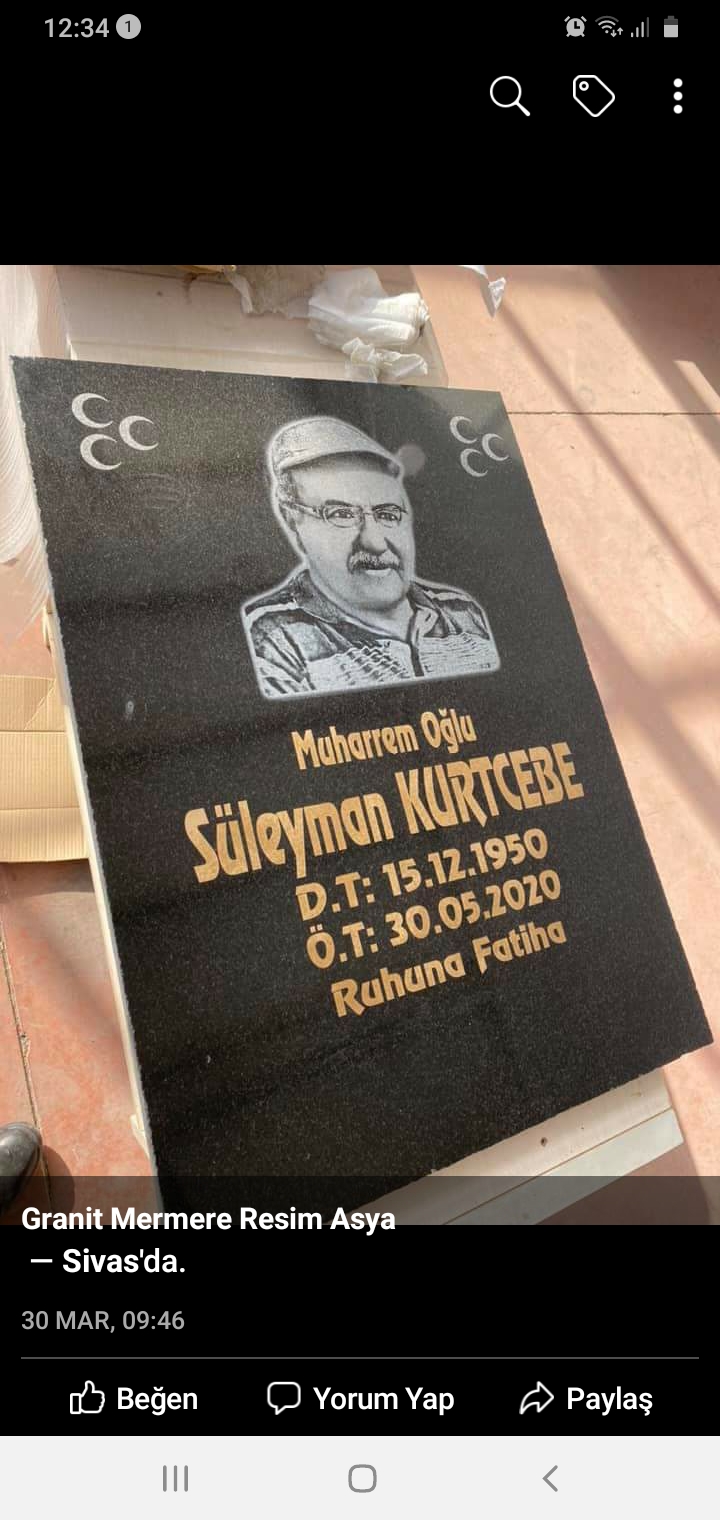 12:34 1
Muharrem Oğlu
Süleyman KURTCEBE
D.T: 15.12.1950
Ö.T: 30.05.2020
Ruhuna Fatiha
Granit Mermere Resim Asya
— Sivas'da.
30 MAR, 09:46
Beğen Yorum Yap Paylaş